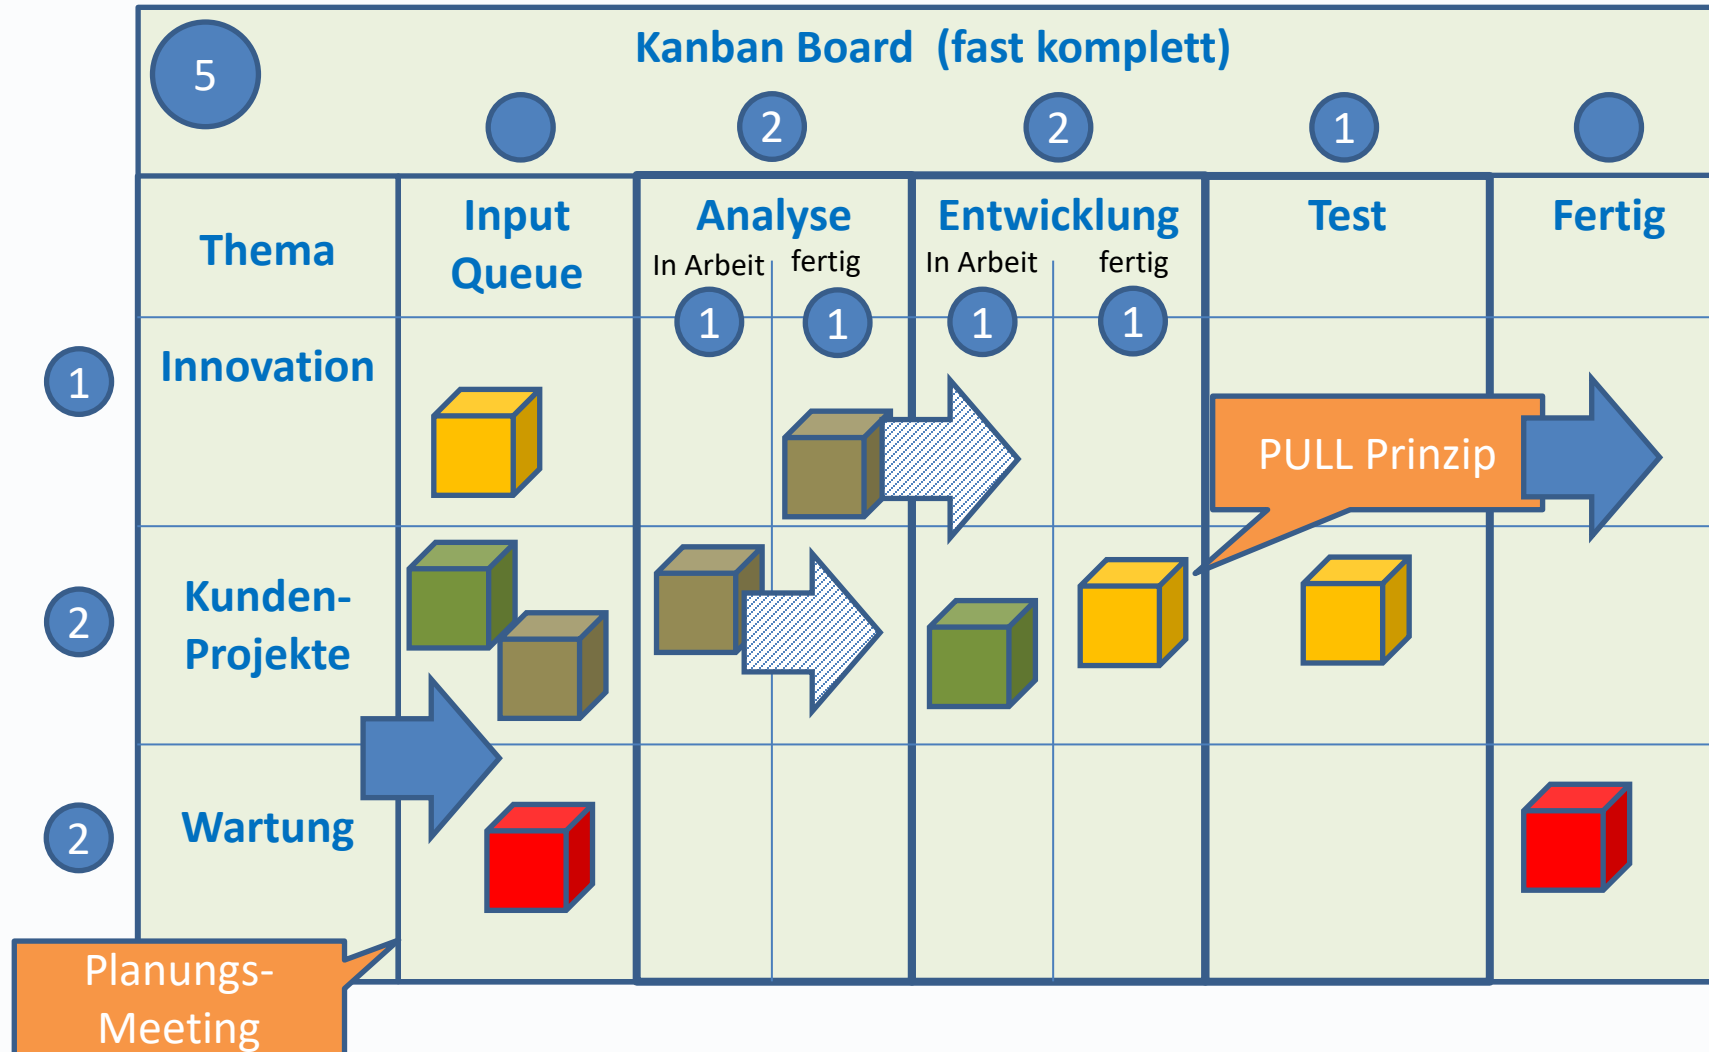 Kanban Board  (fast komplett)
5
2
2
1
Thema
Input
Queue
Analyse
In Arbeit
fertig
1
1
Entwicklung
In Arbeit
fertig
1
1
Test
Fertig
1
Innovation
PULL Prinzip
2
Kunden-
Projekte
2
Wartung
Planungs-
Meeting